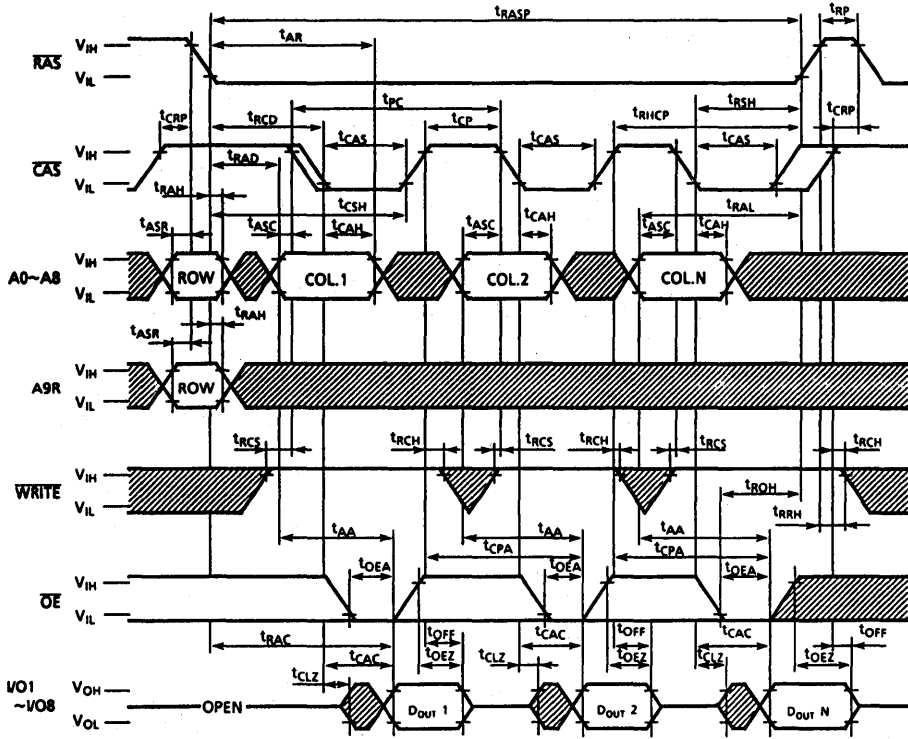 tRASP tRP
tAR
RAS VIH
VIL
tPC tRSH
tCRP tRCD tCP tRHCP tCRP
tCAS tCAS tCAS
CAS VIH
VIL
tRAD
tRAH
tCSH tRAL
tASR tASC tCAH tASC tCAH tASC tCAH
A0~A8 VIH
VIL
ROW COL.1 COL.2 COL.N
tRAH
tASR
A9R VIH
VIL
ROW
tRCS tRCH tRCS tRCH tRCS tRCH
WRITE VIH
VIL
tROH
tRRH
tAA tAA tAA
tCPA tCPA
tOEA tOEA tOEA
OE VIH
VIL
tRAC tOFF tCAC tOFF tCAC tOFF
tCAC tOEZ tCLZ tOEZ tCLZ tOEZ
tCLZ
I/O1
~I/O8
VOH
VOL
OPEN DOUT 1 DOUT 2 DOUT N